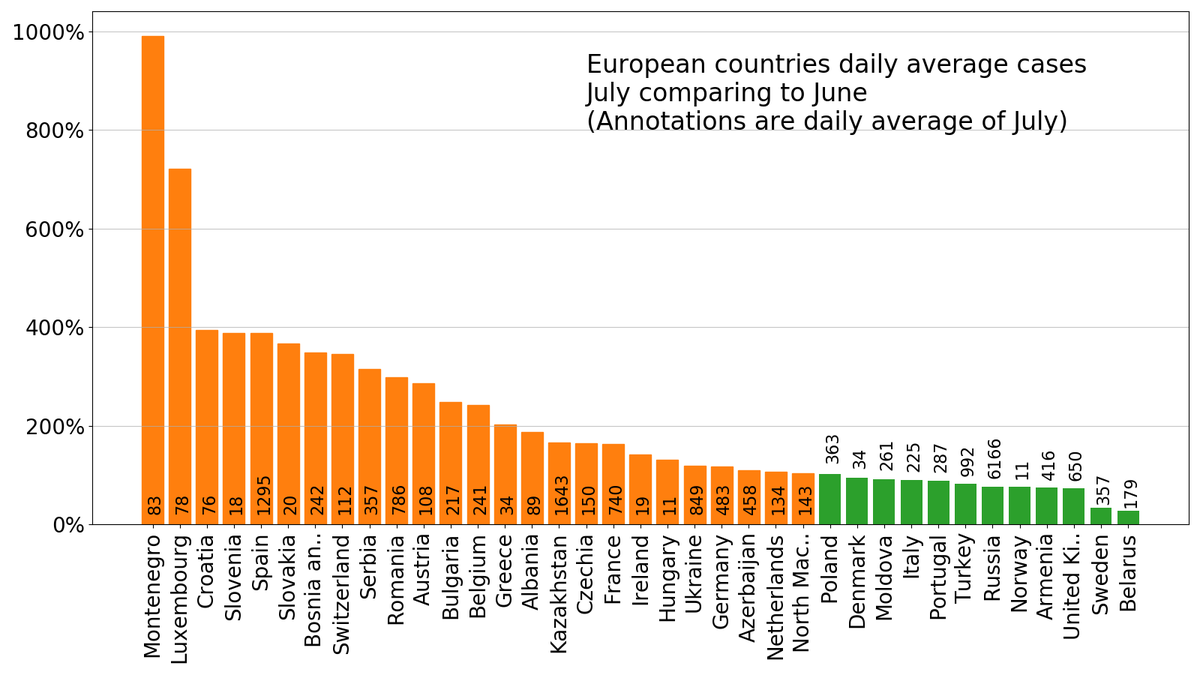 1000%
800%
600%
400%
200%
0%
European countries daily average cases
July comparing to June
(Annotations are daily average of July)
83
78
76
18
1295
20
242
112
357
786
108
217
241
34
89
1643
150
740
19
11
849
483
458
134
143
363
34
261
225
287
992
6166
11
416
650
357
179
Montenegro
Luxembourg
Croatia
Slovenia
Spain
Slovakia
Bosnia an..
Switzerland
Serbia
Romania
Austria
Bulgaria
Belgium
Greece
Albania
Kazakhstan
Czechia
France
Ireland
Hungary
Ukraine
Germany
Azerbaijan
Netherlands
North Mac..
Poland
Denmark
Moldova
Italy
Portugal
Turkey
Russia
Norway
Armenia
United Ki..
Sweden
Belarus